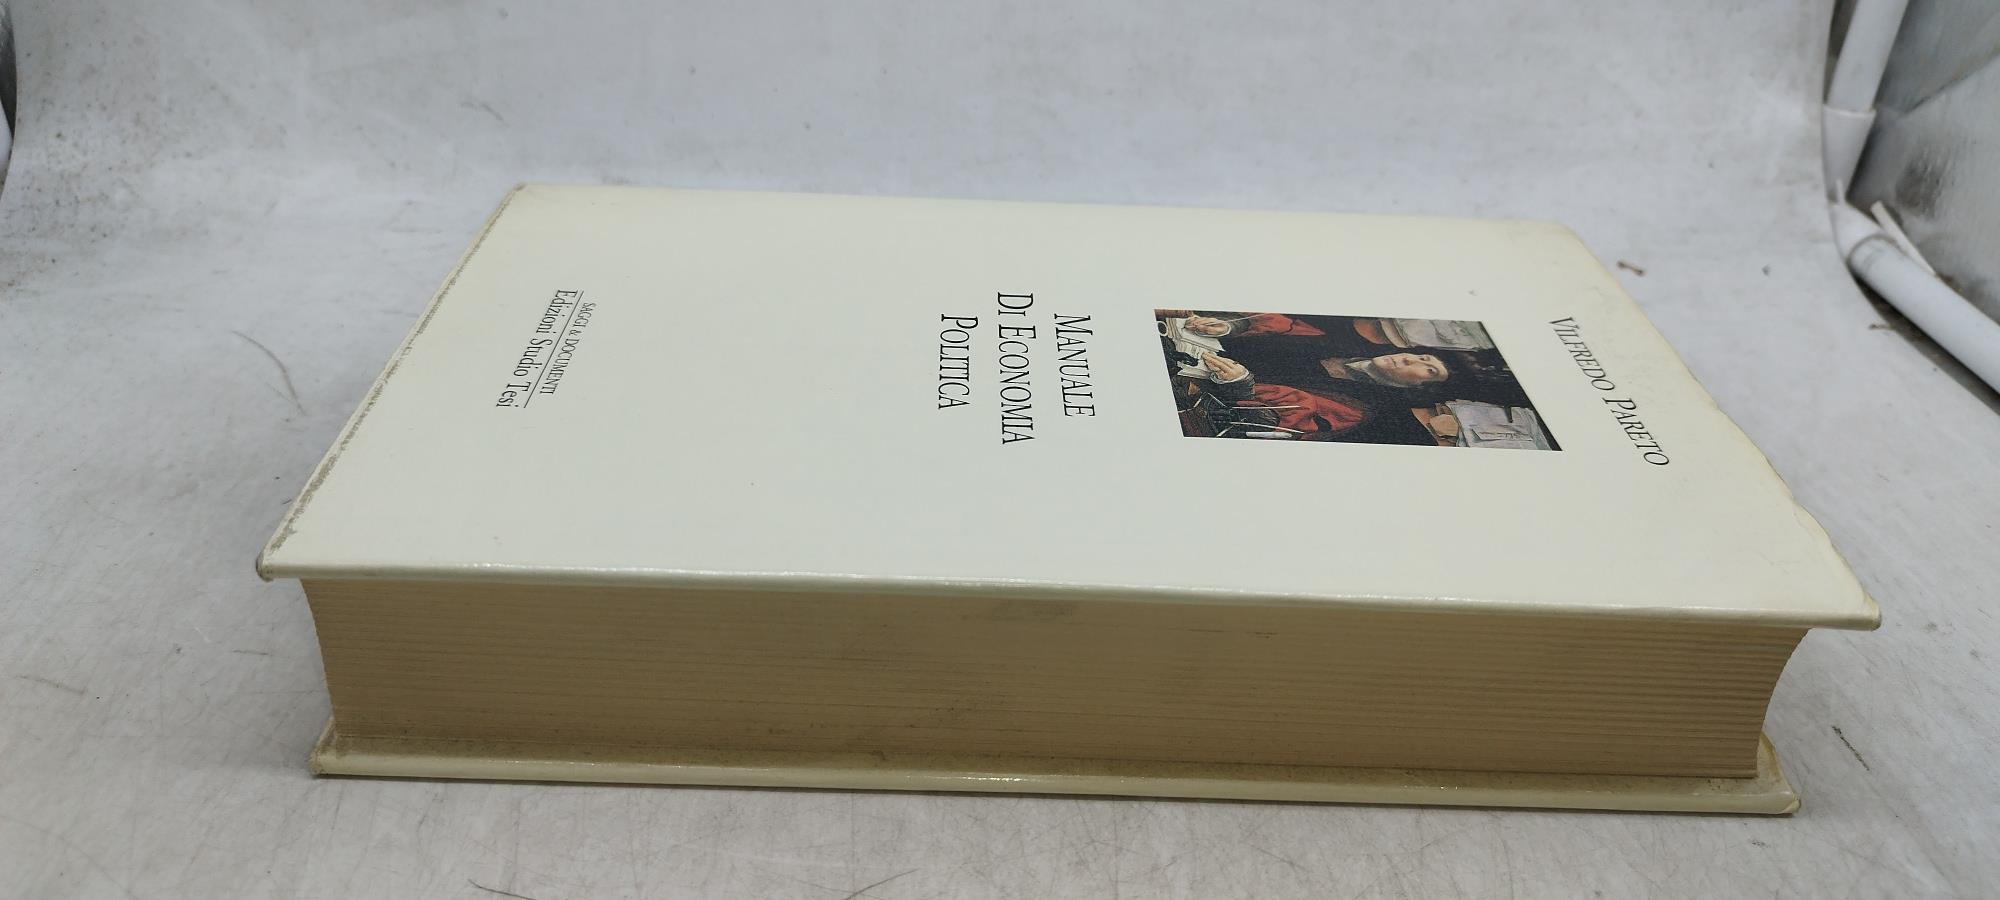 VILFREDO PARETO
MANUALE
DI ECONOMIA
POLITICA
SAGGI & DOCUMENTI
Edizioni Studio Tesi